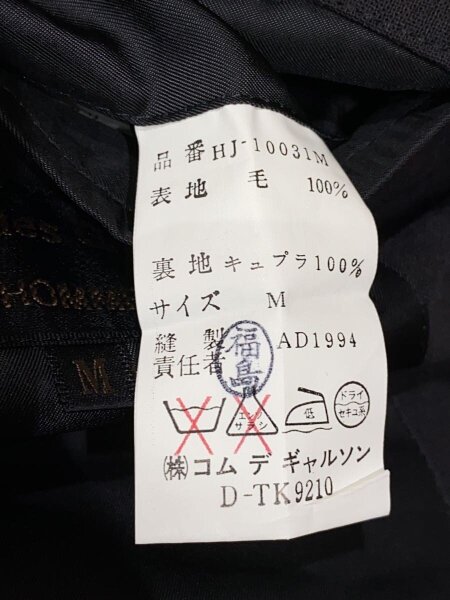 品番 HJ-10031M
表地 毛 100%
裏地 キュプラ100%
サイズ M
縫製 AD1994
責任者
福島
エンソサラシ
低
ドライ
セキユ系
(株)コム デ ギャルソン
D-TK9210
HOMME
M